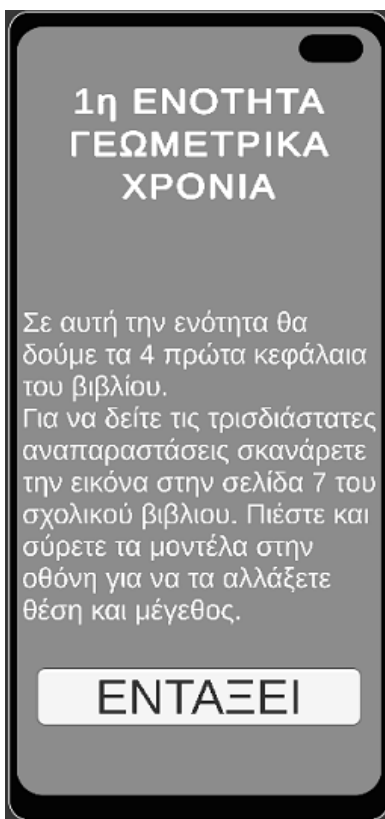 1η ΕΝΟΤΗΤΑ
ΓΕΩΜΕΤΡΙΚΑ
ΧΡΟΝΙΑ
Σε αυτή την ενότητα θα
δούμε τα 4 πρώτα κεφάλαια
του βιβλίου.
Για να δείτε τις τρισδιάστατες
αναπαραστάσεις σκανάρετε
την εικόνα στην σελίδα 7 του
σχολικού βιβλιου. Πιέστε και
σύρετε τα μοντέλα στην
οθόνη για να τα αλλάξετε
θέση και μέγεθος.
ΕΝΤΑΞΕΙ